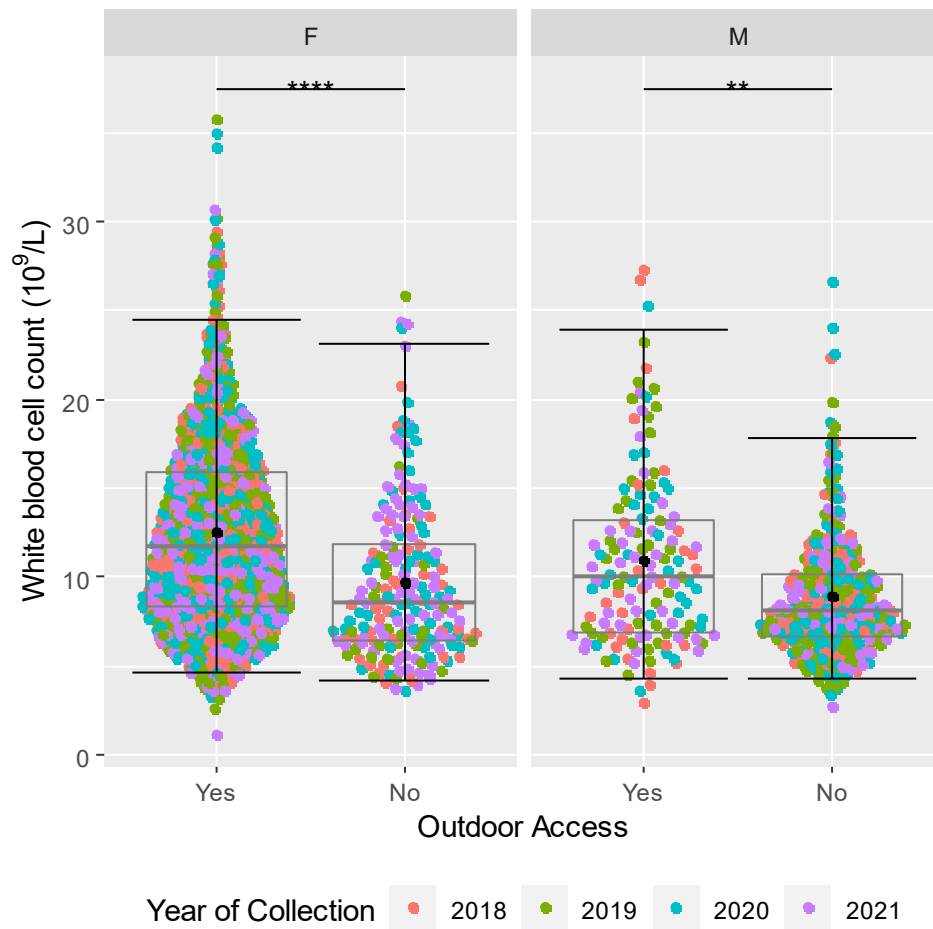 F
M
****
**
White blood cell count (10⁹/L)
30
20
10
0
Yes
No
Yes
No
Outdoor Access
Year of Collection
2018
2019
2020
2021